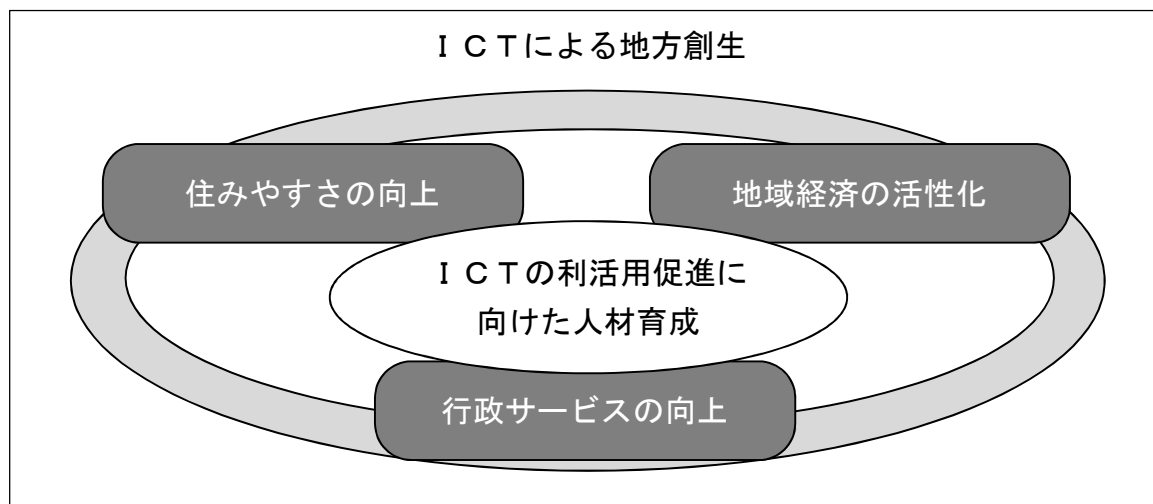 ＩＣＴによる地方創生
住みやすさの向上
地域経済の活性化
ＩＣＴの利活用促進に
向けた人材育成
行政サービスの向上